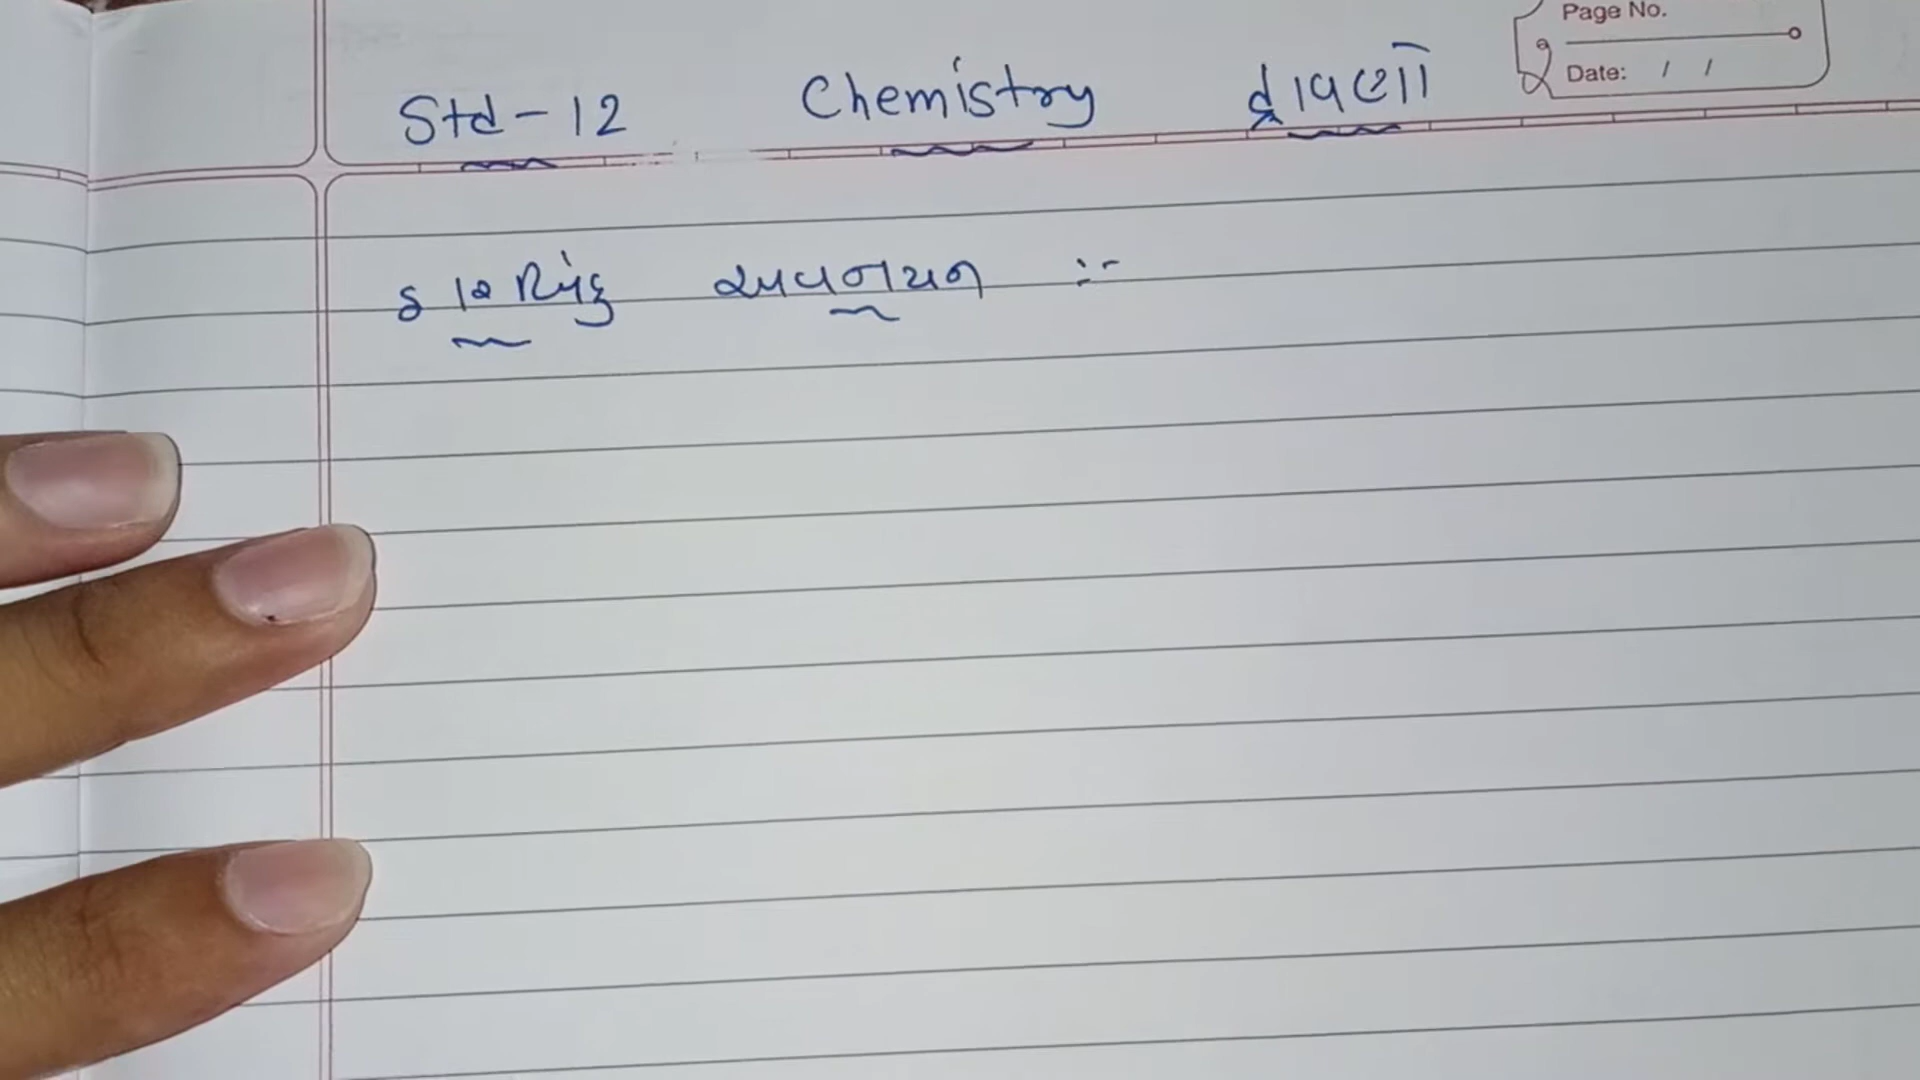 Page No.
Std - 12 Chemistry દ્રાવણો
Date: / /
ઠારબિંદુ અવનયન :-